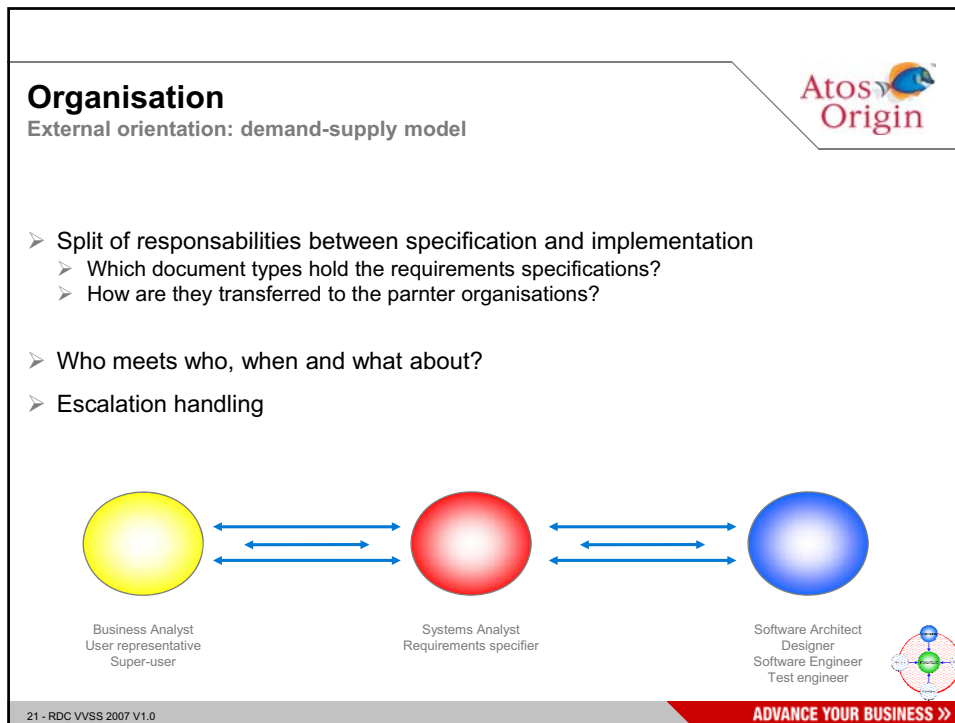 Organisation
External orientation: demand-supply model
Atos
Origin
™
Split of responsabilities between specification and implementation
Which document types hold the requirements specifications?
How are they transferred to the parnter organisations?
Who meets who, when and what about?
Escalation handling
Business Analyst
User representative
Super-user
Systems Analyst
Requirements specifier
Software Architect
Designer
Software Engineer
Test engineer
21 - RDC VVSS 2007 V1.0
ADVANCE YOUR BUSINESS »